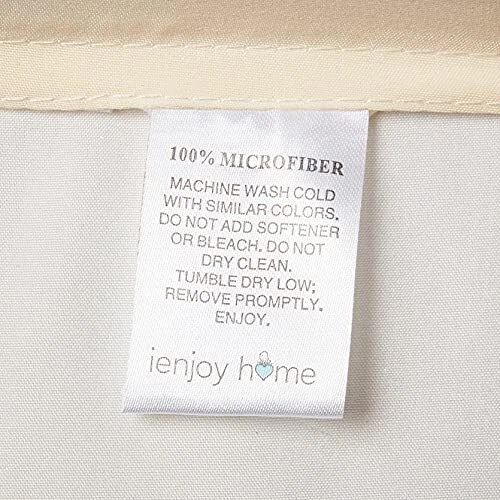 100% MICROFIBER
MACHINE WASH COLD
WITH SIMILAR COLORS.
DO NOT ADD SOFTENER
OR BLEACH. DO NOT
DRY CLEAN.
TUMBLE DRY LOW;
REMOVE PROMPTLY.
ENJOY.
ienjoy home